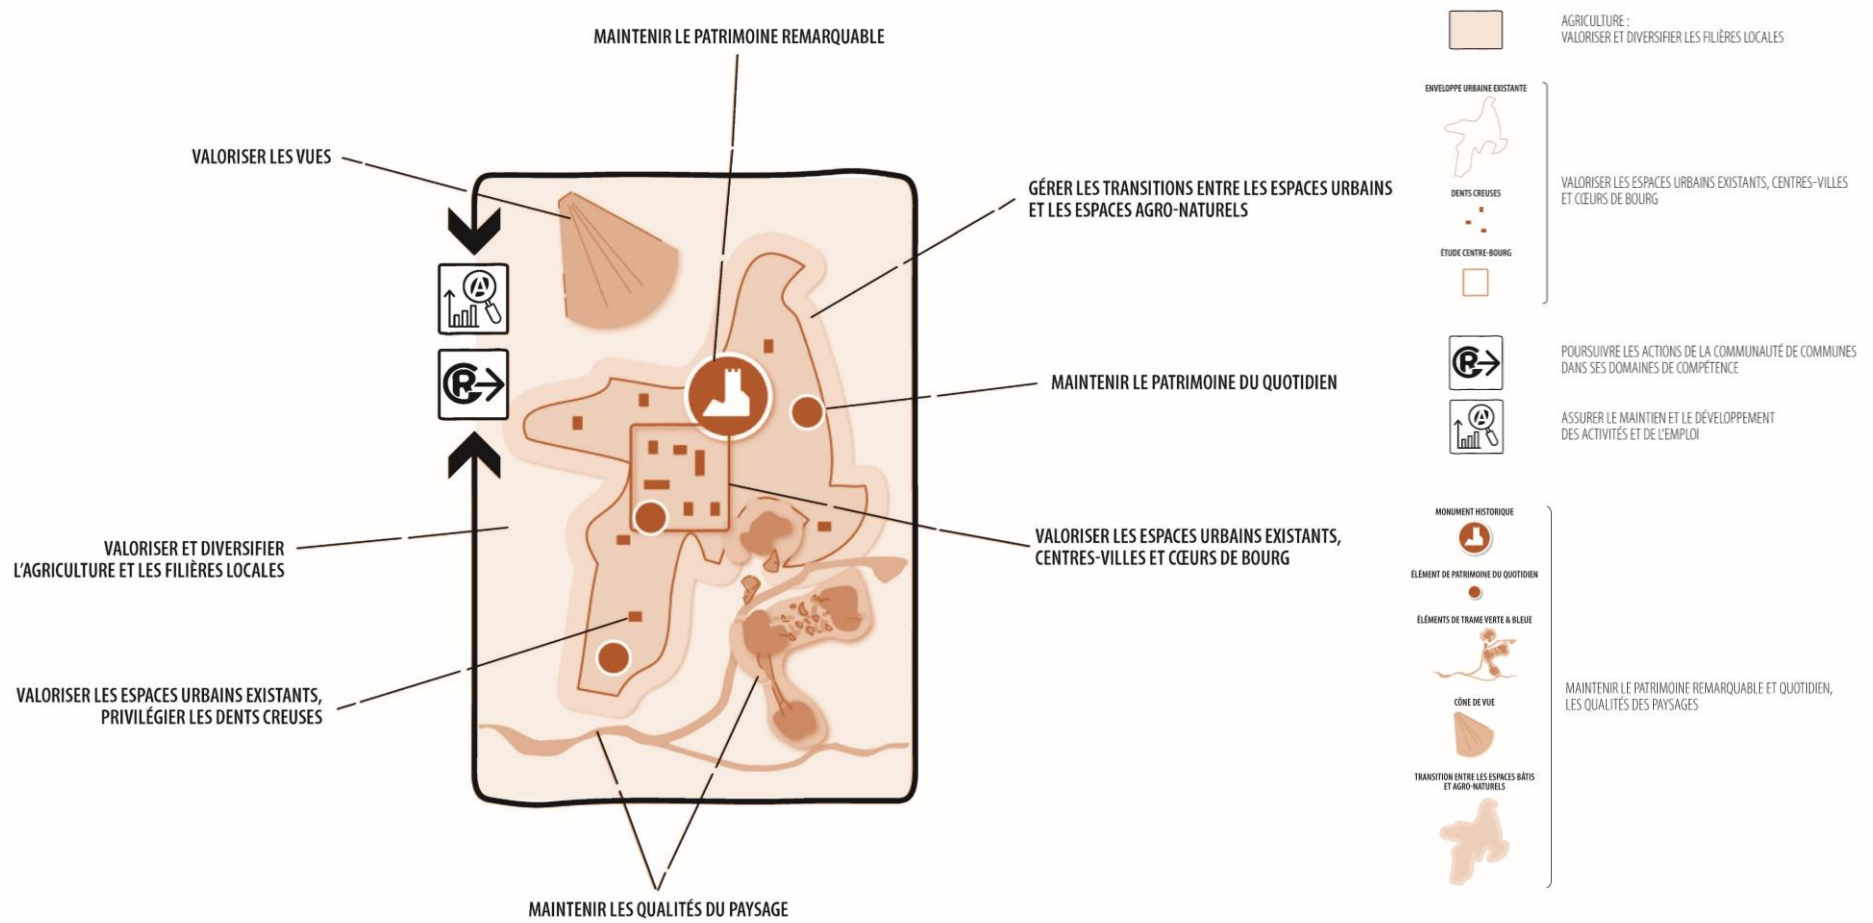 MAINTENIR LE PATRIMOINE REMARQUABLE
VALORISER LES VUES
GÉRER LES TRANSITIONS ENTRE LES ESPACES URBAINS
ET LES ESPACES AGRO-NATURELS
MAINTENIR LE PATRIMOINE DU QUOTIDIEN
VALORISER ET DIVERSIFIER
L'AGRICULTURE ET LES FILIÈRES LOCALES
VALORISER LES ESPACES URBAINS EXISTANTS,
CENTRES-VILLES ET CŒURS DE BOURG
VALORISER LES ESPACES URBAINS EXISTANTS,
PRIVILÉGIER LES DENTS CREUSES
MAINTENIR LES QUALITÉS DU PAYSAGE
A
R
AGRICULTURE :
VALORISER ET DIVERSIFIER LES FILIÈRES LOCALES
ENVELOPPE URBAINE EXISTANTE
DENTS CREUSES
ÉTUDE CENTRE-BOURG
VALORISER LES ESPACES URBAINS EXISTANTS, CENTRES-VILLES
ET CŒURS DE BOURG
R
POURSUIVRE LES ACTIONS DE LA COMMUNAUTÉ DE COMMUNES
DANS SES DOMAINES DE COMPÉTENCE
A
ASSURER LE MAINTIEN ET LE DÉVELOPPEMENT
DES ACTIVITÉS ET DE L'EMPLOI
MONUMENT HISTORIQUE
ÉLÉMENT DE PATRIMOINE DU QUOTIDIEN
ÉLÉMENTS DE TRAME VERTE & BLEUE
CÔNE DE VUE
TRANSITION ENTRE LES ESPACES BÂTIS
ET AGRO-NATURELS
MAINTENIR LE PATRIMOINE REMARQUABLE ET QUOTIDIEN,
LES QUALITÉS DES PAYSAGES